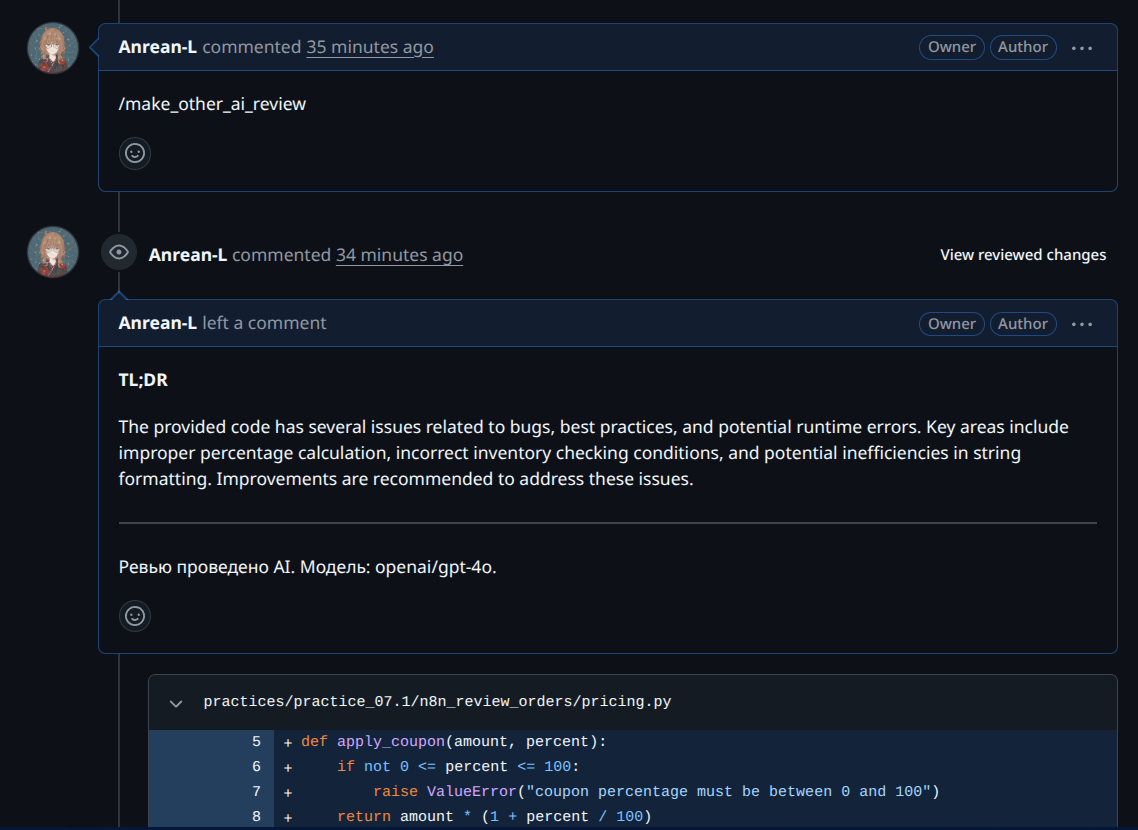 Anrean-L commented 35 minutes ago Owner Author
/make_other_ai_review
Anrean-L commented 34 minutes ago View reviewed changes
Anrean-L left a comment Owner Author
TL;DR
The provided code has several issues related to bugs, best practices, and potential runtime errors. Key areas include
improper percentage calculation, incorrect inventory checking conditions, and potential inefficiencies in string
formatting. Improvements are recommended to address these issues.
Ревью проведено AI. Модель: openai/gpt-4o.
practices/practice_07.1/n8n_review_orders/pricing.py
5 + def apply_coupon(amount, percent):
6 + if not 0 <= percent <= 100:
7 + raise ValueError("coupon percentage must be between 0 and 100")
8 + return amount * (1 + percent / 100)